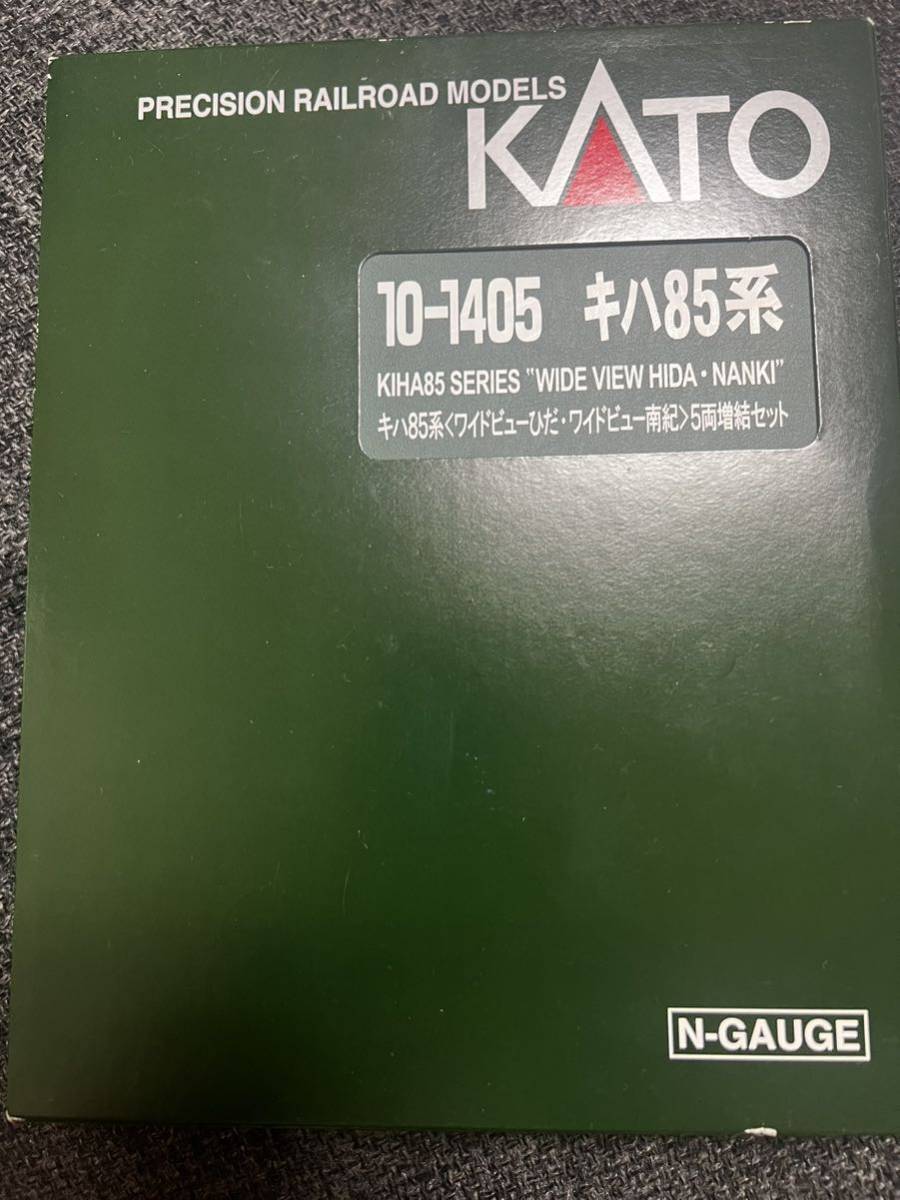 PRECISION RAILROAD MODELS
KATO
10-1405 キハ85系
KIHA85 SERIES "WIDE VIEW HIDA・NANKI"
キハ85系〈ワイドビューひだ・ワイドビュー南紀〉5両増結セット
N-GAUGE